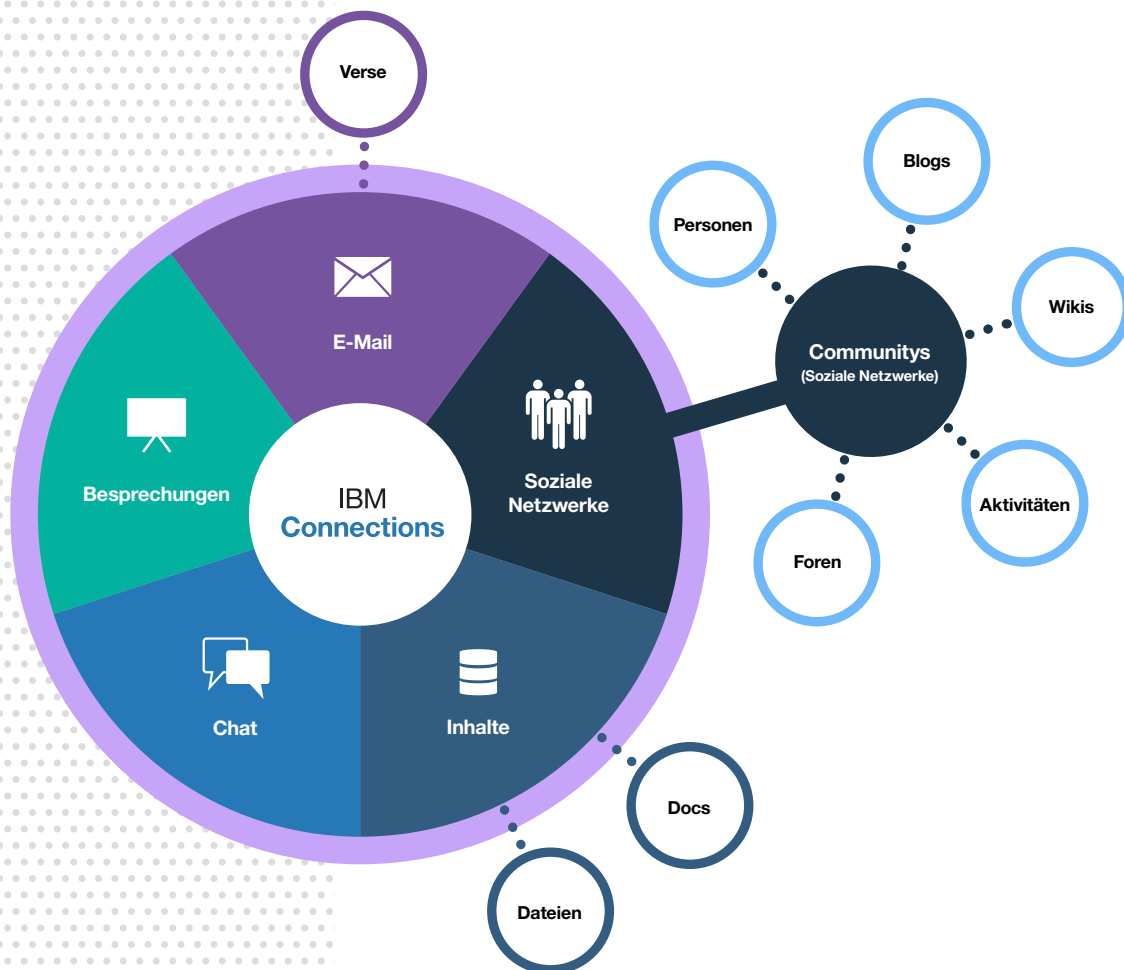 Verse
Blogs
Personen
Wikis
E-Mail
Communitys
(Soziale Netzwerke)
Besprechungen
Soziale
Netzwerke
IBM
Connections
Aktivitäten
Foren
Chat
Inhalte
Docs
Dateien